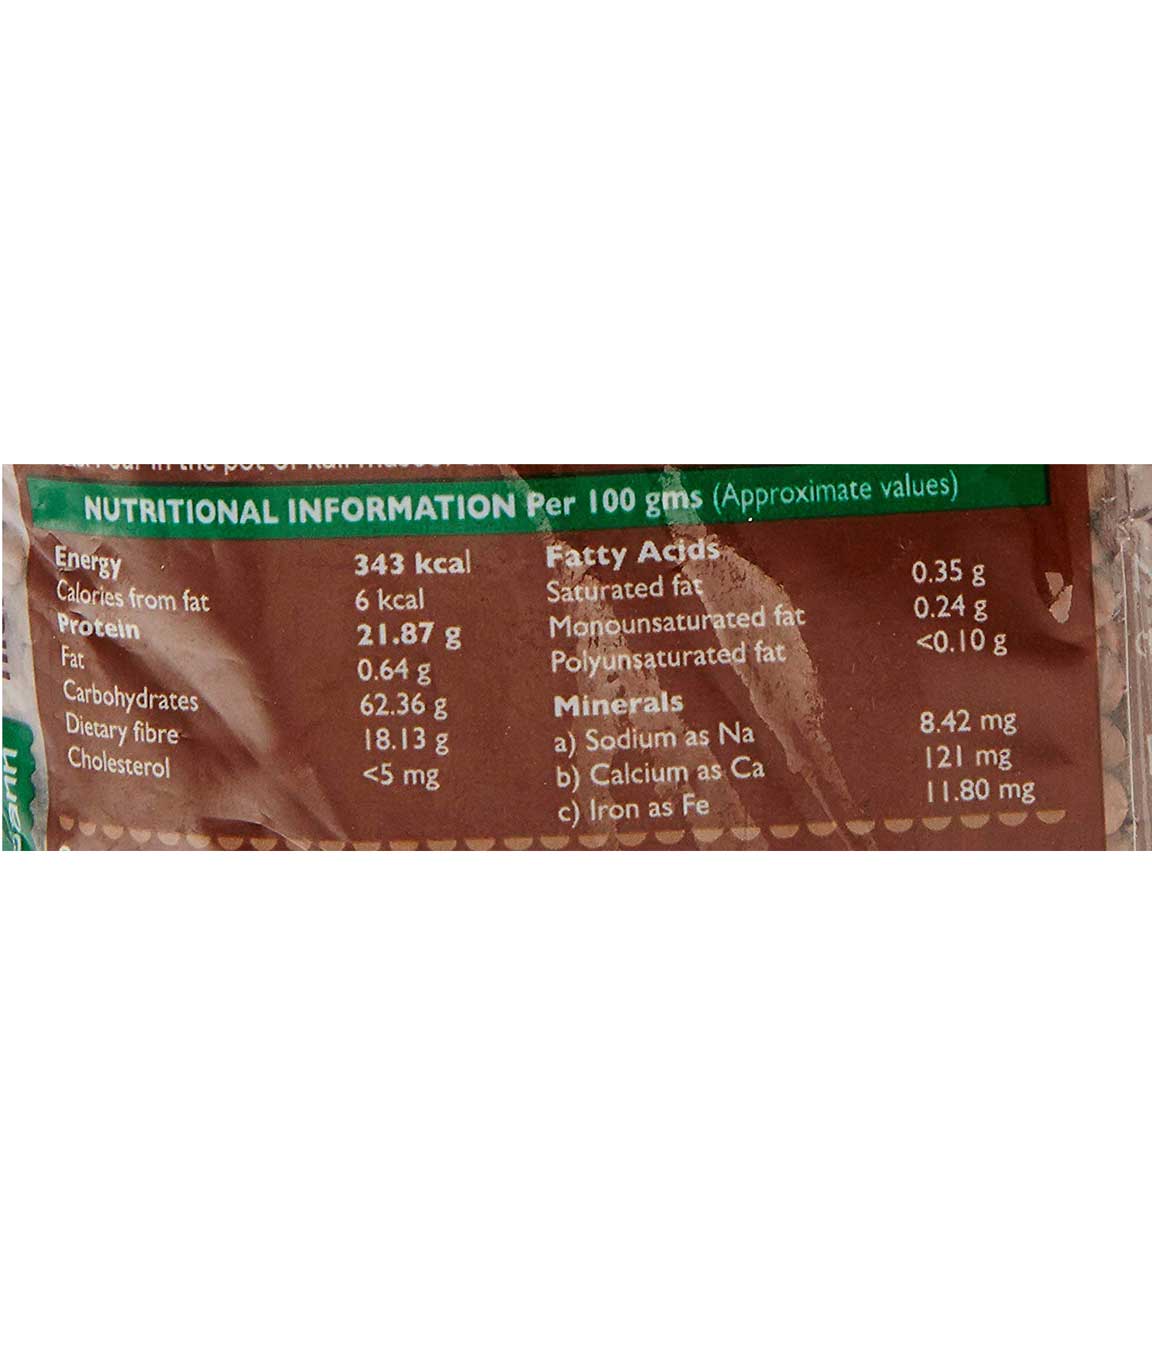 NUTRITIONAL INFORMATION Per 100 gms (Approximate values)
Energy 343 kcal
Calories from fat 6 kcal
Protein 21.87 g
Fat 0.64 g
Carbohydrates 62.36 g
Dietary fibre 18.13 g
Cholesterol <5 mg
Fatty Acids
Saturated fat 0.35 g
Monounsaturated fat 0.24 g
Polyunsaturated fat <0.10 g
Minerals
a) Sodium as Na 8.42 mg
b) Calcium as Ca 121 mg
c) Iron as Fe 11.80 mg